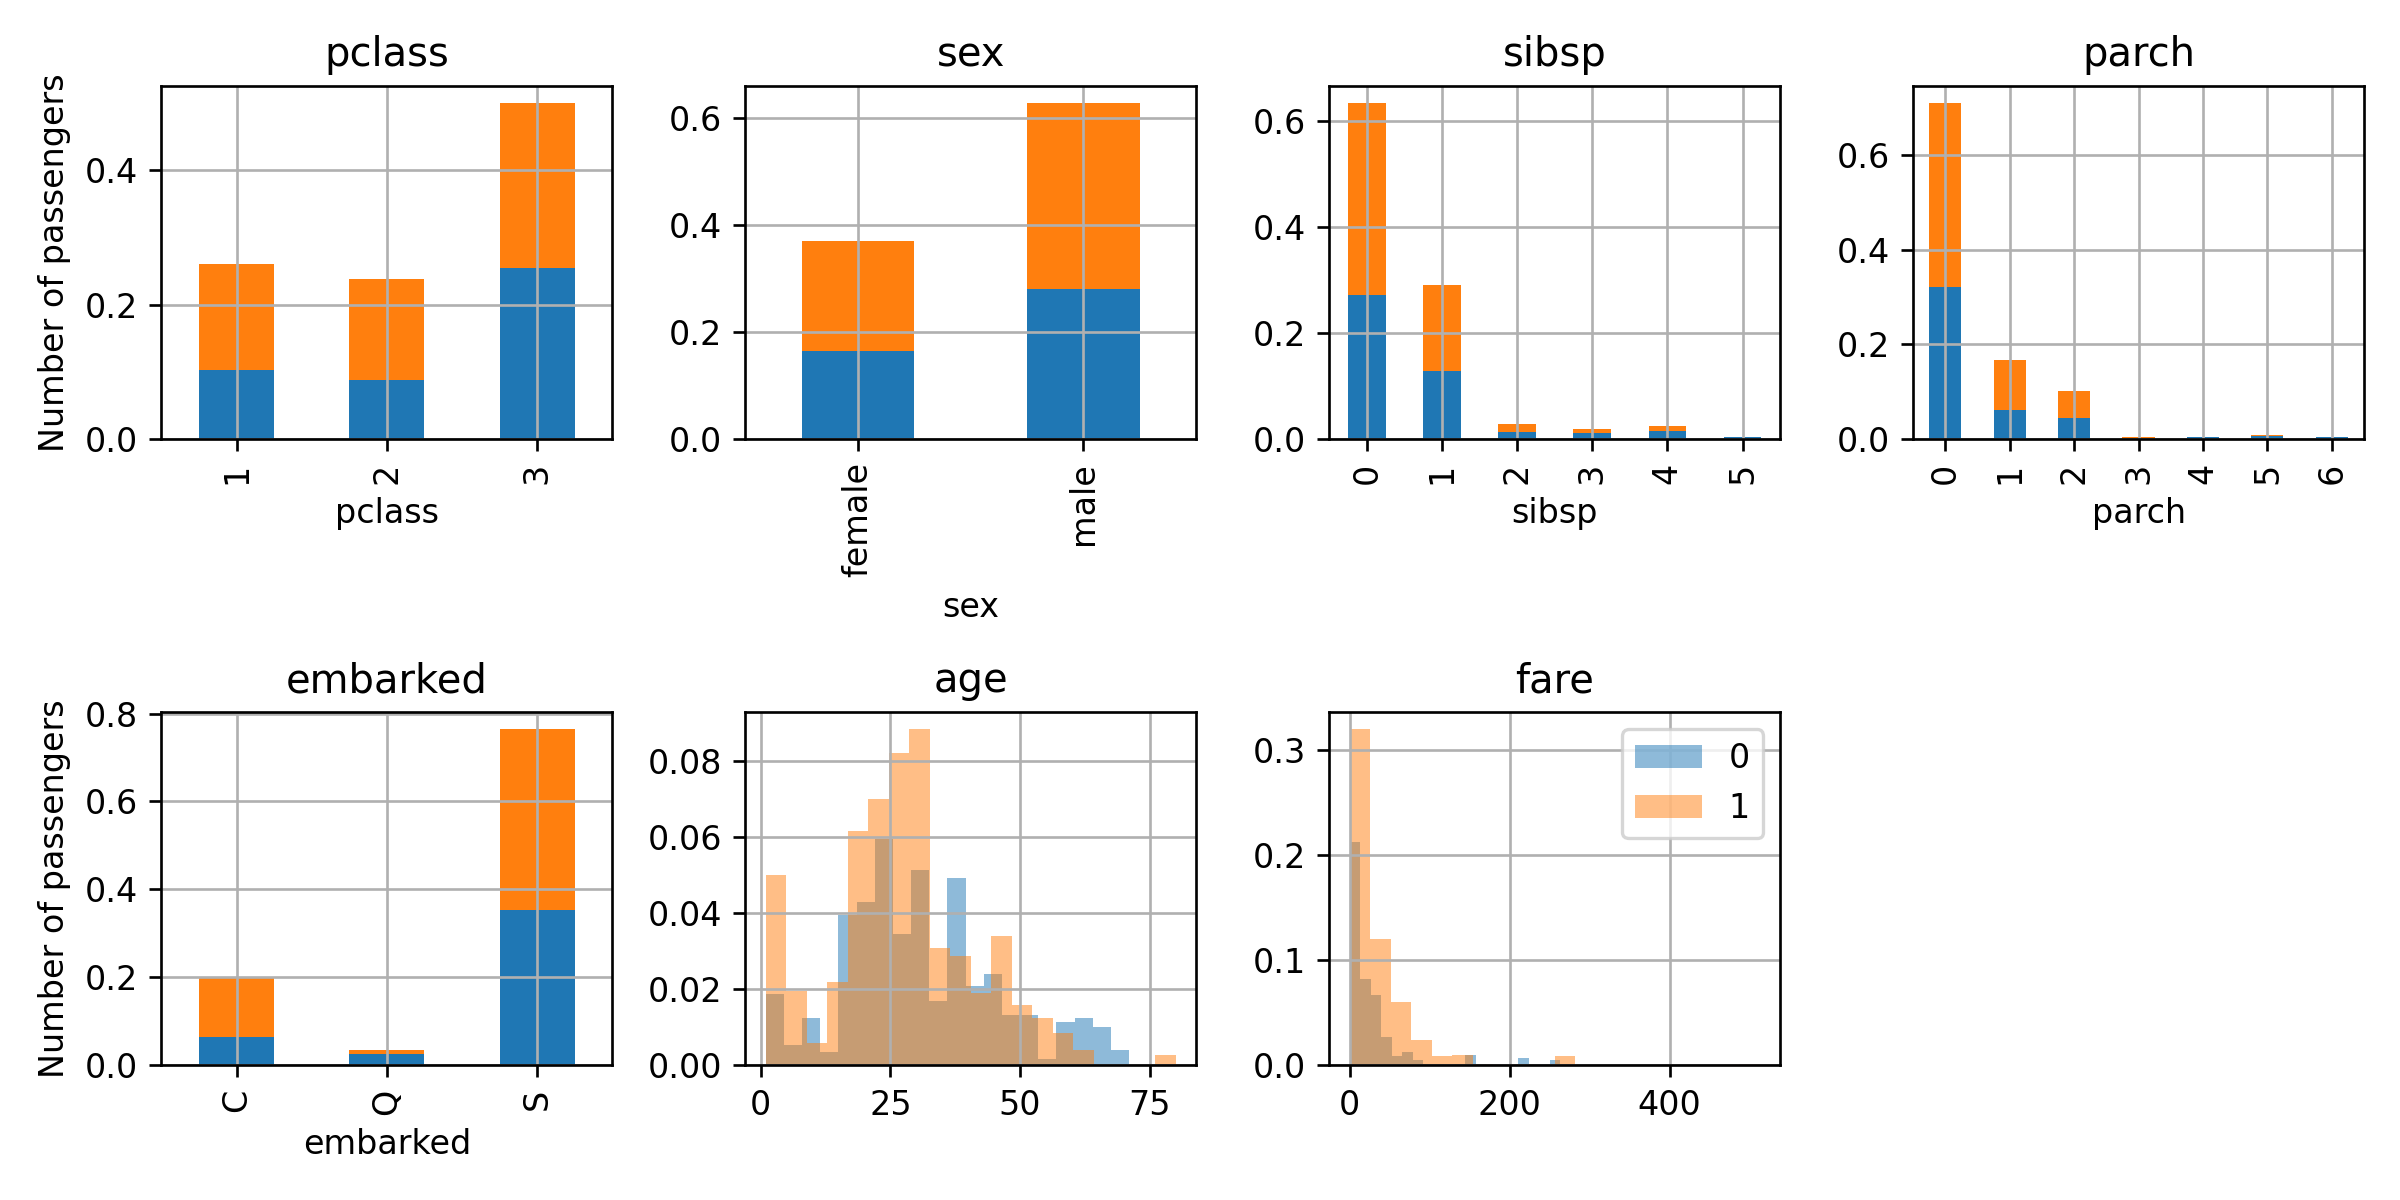 pclass
sex
sibsp
parch
Number of passengers
0.4
0.2
0.0
1
2
3
pclass
0.6
0.4
0.2
0.0
female
male
sex
0.6
0.4
0.2
0.0
0
1
2
3
4
5
sibsp
0.6
0.4
0.2
0.0
0
1
2
3
4
5
6
parch
embarked
age
fare
Number of passengers
0.8
0.6
0.4
0.2
0.0
C
Q
S
embarked
0.08
0.06
0.04
0.02
0.00
0
25
50
75
0.3
0.2
0.1
0.0
0
200
400
0
1